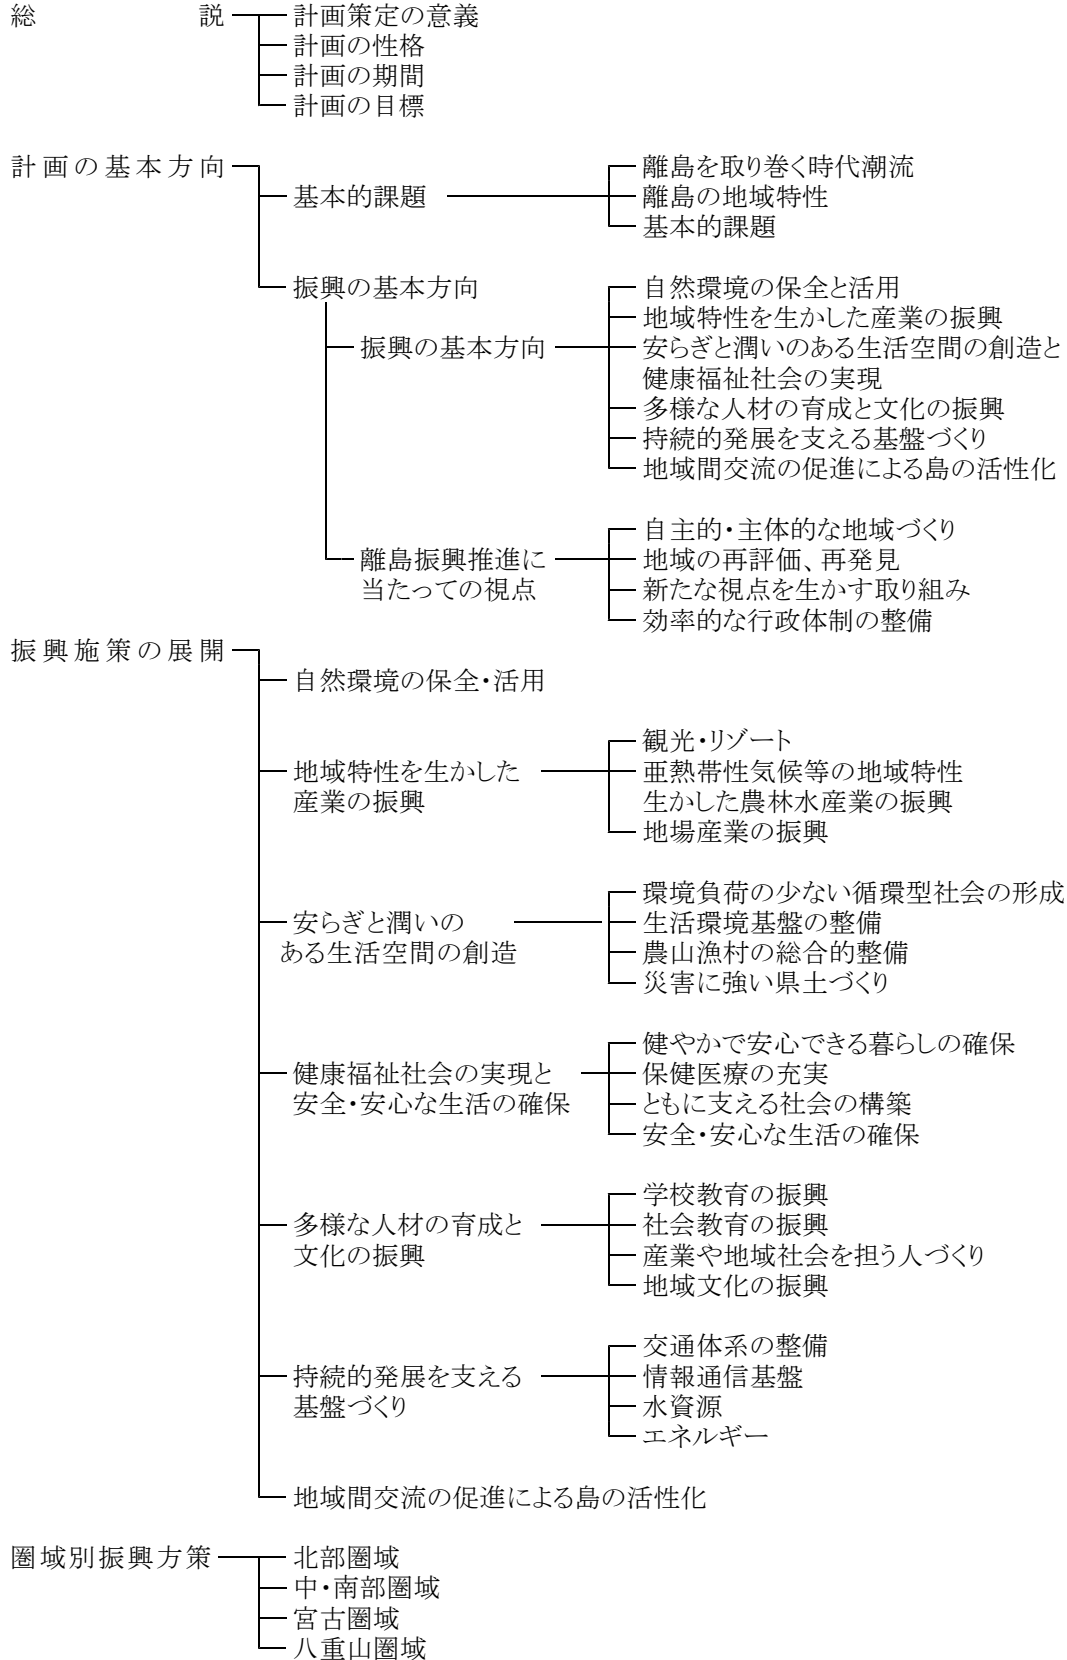 総説
計画策定の意義
計画の性格
計画の期間
計画の目標
計画の基本方向
基本的課題
離島を取り巻く時代潮流
離島の地域特性
基本的課題
振興の基本方向
振興の基本方向
自然環境の保全と活用
地域特性を生かした産業の振興
安らぎと潤いのある生活空間の創造と
健康福祉社会の実現
多様な人材の育成と文化の振興
持続的発展を支える基盤づくり
地域間交流の促進による島の活性化
離島振興推進に
当たっての視点
自主的・主体的な地域づくり
地域の再評価、再発見
新たな視点を生かす取り組み
効率的な行政体制の整備
振興施策の展開
自然環境の保全・活用
地域特性を生かした
産業の振興
観光・リゾート
亜熱帯性気候等の地域特性
生かした農林水産業の振興
地場産業の振興
安らぎと潤いの
ある生活空間の創造
環境負荷の少ない循環型社会の形成
生活環境基盤の整備
農山漁村の総合的整備
災害に強い県土づくり
健康福祉社会の実現と
安全・安心な生活の確保
健やかで安心できる暮らしの確保
保健医療の充実
ともに支える社会の構築
安全・安心な生活の確保
多様な人材の育成と
文化の振興
学校教育の振興
社会教育の振興
産業や地域社会を担う人づくり
地域文化の振興
持続的発展を支える
基盤づくり
交通体系の整備
情報通信基盤
水資源
エネルギー
地域間交流の促進による島の活性化
圏域別振興方策
北部圏域
中・南部圏域
宮古圏域
八重山圏域